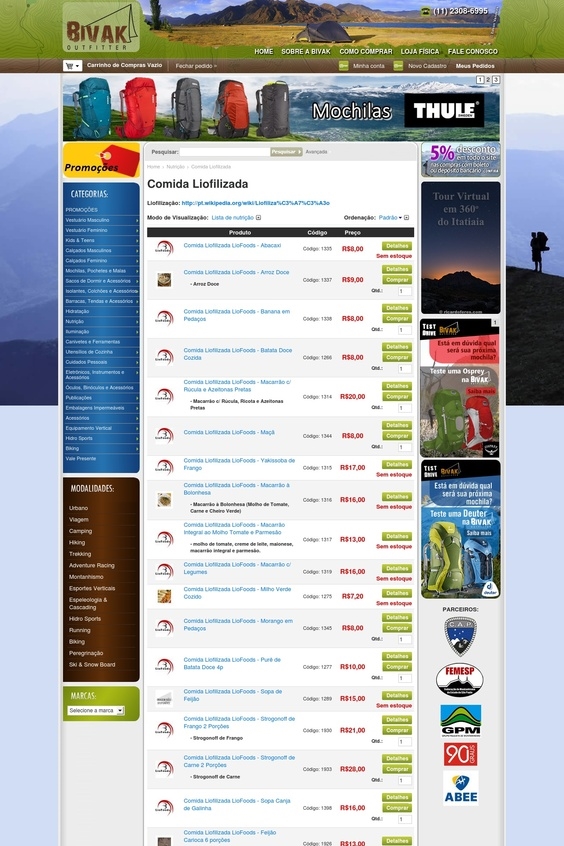 BIVAK
OUTFITTER
(11) 2308-6995
HOME SOBRE A BIVAK COMO COMPRAR LOJA FÍSICA FALE CONOSCO
Carrinho de Compras Vazio Fechar pedido » Minha conta Novo Cadastro Meus Pedidos
1 2 3
Mochilas THULE
SWEDEN
Promoções
Pesquisar: Pesquisar Avançada
Home › Nutrição › Comida Liofilizada
Comida Liofilizada
Liofilização: http://pt.wikipedia.org/wiki/Liofiliza%C3%A7%C3%A3o
Modo de Visualização: Lista de nutrição Ordenação: Padrão
Produto Código Preço
Comida Liofilizada LioFoods - Abacaxi Código: 1335 R$8,00 Detalhes
Sem estoque
Comida Liofilizada LioFoods - Arroz Doce Código: 1337 R$9,00 Detalhes
- Arroz Doce Comprar
Qtd.: 1
Comida Liofilizada LioFoods - Banana em Pedaços Código: 1338 R$8,00 Detalhes
Comprar
Qtd.: 1
Comida Liofilizada LioFoods - Batata Doce Cozida Código: 1266 R$8,00 Detalhes
Comprar
Qtd.: 1
Comida Liofilizada LioFoods - Macarrão c/ Rúcula e Azeitonas Pretas Código: 1314 R$20,00 Detalhes
- Macarrão c/ Rúcula, Ricota e Azeitonas Pretas Comprar
Qtd.: 1
Comida Liofilizada LioFoods - Maçã Código: 1344 R$8,00 Detalhes
Comprar
Qtd.: 1
Comida Liofilizada LioFoods - Yakissoba de Frango Código: 1315 R$17,00 Detalhes
Sem estoque
Comida Liofilizada LioFoods - Macarrão à Bolonhesa Código: 1316 R$16,00 Detalhes
- Macarrão à Bolonhesa (Molho de Tomate, Carne e Cheiro Verde) Sem estoque
Comida Liofilizada LioFoods - Macarrão Integral ao Molho Tomate e Parmesão Código: 1317 R$13,00 Detalhes
- molho de tomate, creme de leite, maionese, macarrão integral e parmesão. Sem estoque
Comida Liofilizada LioFoods - Macarrão c/ Legumes Código: 1319 R$16,00 Detalhes
Sem estoque
Comida Liofilizada LioFoods - Milho Verde Cozido Código: 1275 R$7,20 Detalhes
Sem estoque
Comida Liofilizada LioFoods - Morango em Pedaços Código: 1345 R$8,00 Detalhes
Comprar
Qtd.: 1
Comida Liofilizada LioFoods - Purê de Batata Doce 4p Código: 1277 R$10,00 Detalhes
Comprar
Qtd.: 1
Comida Liofilizada LioFoods - Sopa de Feijão Código: 1289 R$15,00 Detalhes
Sem estoque
Comida Liofilizada LioFoods - Strogonoff de Frango 2 Porções Código: 1930 R$21,00 Detalhes
- Strogonoff de Frango Comprar
Qtd.: 1
Comida Liofilizada LioFoods - Strogonoff de Carne 2 Porções Código: 1933 R$28,00 Detalhes
- Strogonoff de Carne Comprar
Qtd.: 1
Comida Liofilizada LioFoods - Sopa Canja de Galinha Código: 1398 R$16,00 Detalhes
Comprar
Qtd.: 1
Comida Liofilizada LioFoods - Feijão Carioca 6 porções Código: 1926 R$13,00 Detalhes
CATEGORIAS:
PROMOÇÕES
Vestuário Masculino
Vestuário Feminino
Kids & Teens
Calçados Masculinos
Calçados Feminino
Mochilas, Pochetes e Malas
Sacos de Dormir e Acessórios
Isolantes, Colchões e Acessórios
Barracas, Tendas e Acessórios
Hidratação
Nutrição
Iluminação
Canivetes e Ferramentas
Utensílios de Cozinha
Cuidados Pessoais
Eletrônicos, Instrumentos e
Acessórios
Óculos, Binóculos e Acessórios
Publicações
Embalagens Impermeáveis
Acessórios
Equipamento Vertical
Hidro Sports
Biking
Vale Presente
MODALIDADES:
Urbano
Viagem
Camping
Hiking
Trekking
Adventure Racing
Montanhismo
Esportes Verticais
Espeleologia &
Cascading
Hidro Sports
Running
Biking
Peregrinação
Ski & Snow Board
MARCAS:
Selecione a marca
5% desconto
em todo o site
nas compras com boleto
ou depósito bancário
Tour Virtual
em 360º
do Itatiaia
TEST DRIVE BIVAK
Está em dúvida qual
será sua próxima
mochila?
Teste uma Osprey
na BIVAK
Saiba mais
TEST DRIVE BIVAK
Está em dúvida qual
será sua próxima
mochila?
Teste uma Deuter
na BIVAK
Saiba mais
deuter
PARCEIROS:
C.A.P.
FEMESP
GPM
90
GRAUS
ABEE